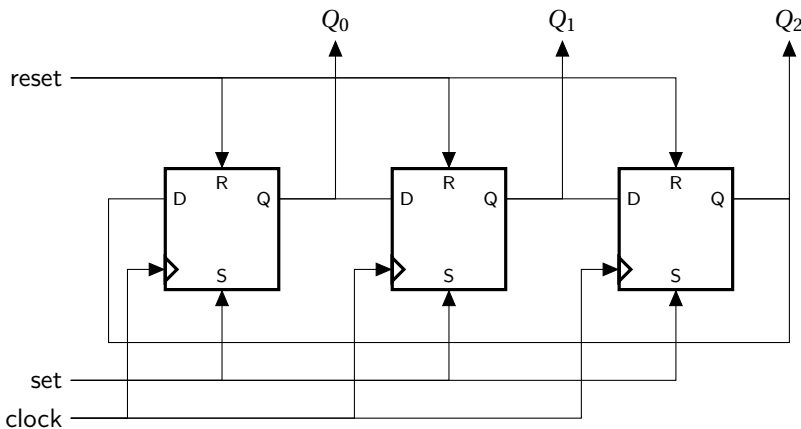 Q₀ Q₁ Q₂
reset
R R R
D Q D Q D Q
S S S
set
clock